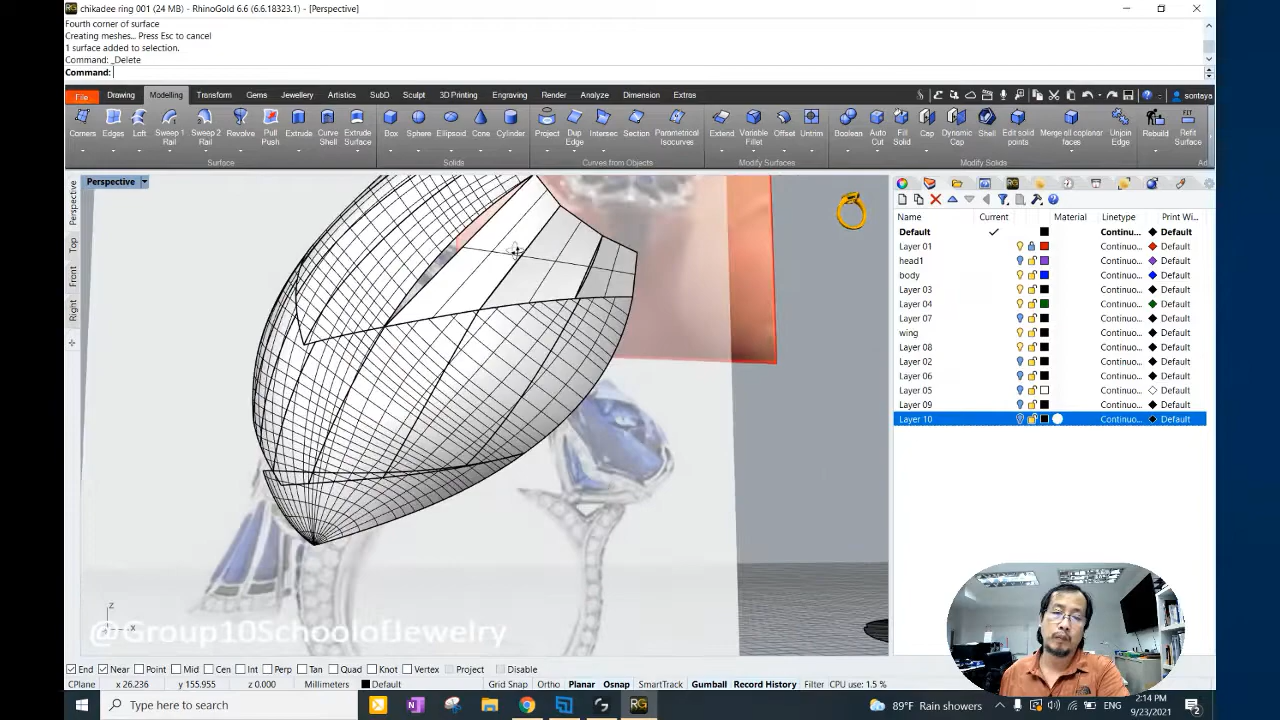 chikadee ring 001 (24 MB) - RhinoGold 6.6 (6.6.18323.1) - [Perspective]
Fourth corner of surface
Creating meshes... Press Esc to cancel
1 surface added to selection.
Command: _Delete
Command:
File Drawing Modelling Transform Gems Jewellery Artistics SubD Sculpt 3D Printing Engraving Render Analyze Dimension Extras sontaya
Corners Edges Loft Sweep 1 Rail Sweep 2 Rail Revolve Pull Push Extrude Curve Shell Extrude Surface Box Sphere Ellipsoid Cone Cylinder Project Dup Edge Intersec Section Parametrical Isocurves Extend Variable Fillet Offset Untrim Boolean Auto Cut Fill Solid Cap Dynamic Cap Shell Edit solid points Merge all coplanar faces Unjoin Edge Rebuild Refit Surface
Surface Solids Curves from Objects Modify Surfaces Modify Solids
Perspective
Perspective
Top
Front
Right
Name Current Material Linetype Print Wi...
Default Continuo... Default
Layer 01 Continuo... Default
head1 Continuo... Default
body Continuo... Default
Layer 03 Continuo... Default
Layer 04 Continuo... Default
Layer 07 Continuo... Default
wing Continuo... Default
Layer 08 Continuo... Default
Layer 02 Continuo... Default
Layer 06 Continuo... Default
Layer 05 Continuo... Default
Layer 09 Continuo... Default
Layer 10 Continuo... Default
z
x
@Group10SchoolofJewelry
End Near Point Mid Cen Int Perp Tan Quad Knot Vertex Project Disable
CPlane x 26.236 y 155.955 z 0.000 Millimeters Default Grid Snap Ortho Planar Osnap SmartTrack Gumball Record History Filter CPU use: 1.5 %
Type here to search
89°F Rain showers
ENG
2:14 PM
9/23/2021
2